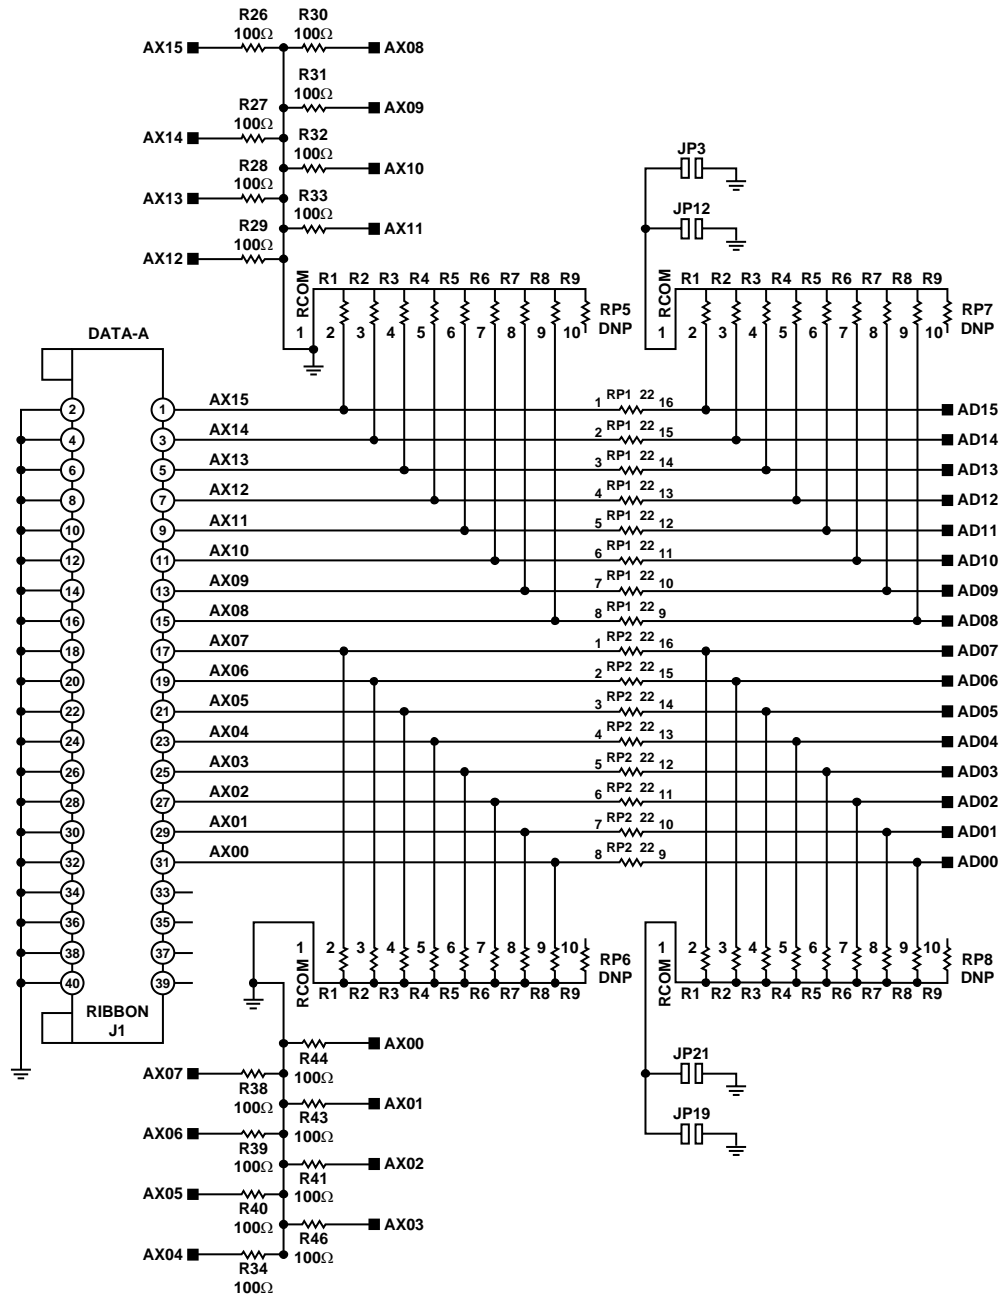 R26 R30
100Ω 100Ω
AX15 AX08
R31
100Ω
R27 AX09
100Ω R32
AX14 100Ω
R28 AX10
100Ω R33
AX13 100Ω
R29 AX11
100Ω
AX12
JP3
JP12
RCOM R1 R2 R3 R4 R5 R6 R7 R8 R9
1 2 3 4 5 6 7 8 9 10
RP5
DNP
RCOM R1 R2 R3 R4 R5 R6 R7 R8 R9
1 2 3 4 5 6 7 8 9 10
RP7
DNP
DATA-A
2 1 AX15 1 RP1 22 16 AD15
4 3 AX14 2 RP1 22 15 AD14
6 5 AX13 3 RP1 22 14 AD13
8 7 AX12 4 RP1 22 13 AD12
10 9 AX11 5 RP1 22 12 AD11
12 11 AX10 6 RP1 22 11 AD10
14 13 AX09 7 RP1 22 10 AD09
16 15 AX08 8 RP1 22 9 AD08
18 17 AX07 1 RP2 22 16 AD07
20 19 AX06 2 RP2 22 15 AD06
22 21 AX05 3 RP2 22 14 AD05
24 23 AX04 4 RP2 22 13 AD04
26 25 AX03 5 RP2 22 12 AD03
28 27 AX02 6 RP2 22 11 AD02
30 29 AX01 7 RP2 22 10 AD01
32 31 AX00 8 RP2 22 9 AD00
34 33
36 35
38 37
40 39
RIBBON
J1
1 2 3 4 5 6 7 8 9 10
RCOM R1 R2 R3 R4 R5 R6 R7 R8 R9
RP6
DNP
1 2 3 4 5 6 7 8 9 10
RCOM R1 R2 R3 R4 R5 R6 R7 R8 R9
RP8
DNP
AX00
R44
AX07 100Ω
R38 AX01
100Ω R43
AX06 100Ω
R39 AX02
100Ω R41
AX05 100Ω
R40 AX03
100Ω R46
AX04 100Ω
R34
100Ω
JP21
JP19